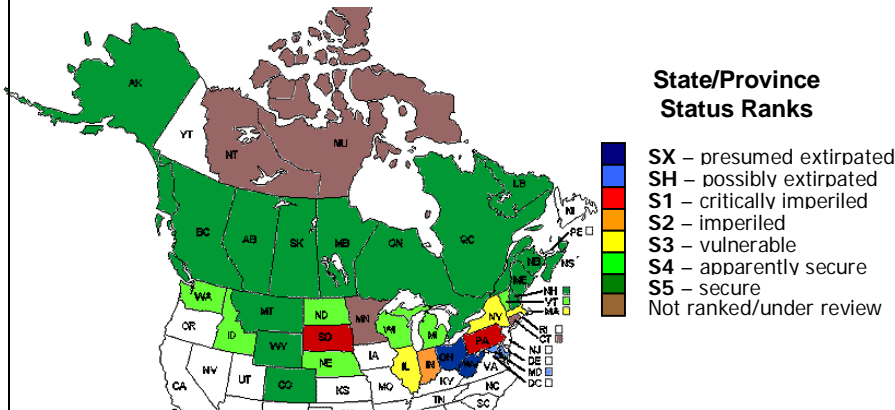 State/Province
Status Ranks
SX – presumed extirpated
SH – possibly extirpated
S1 – critically imperiled
S2 – imperiled
S3 – vulnerable
S4 – apparently secure
S5 – secure
Not ranked/under review
AK
YT
NT
NU
BC
AB
SK
MB
ON
QC
LB
NI
PE
NB
NS
ME
NH
VT
MA
WA
MT
ND
MN
OR
ID
WY
SD
WI
MI
NY
RI
CT
PA
NJ
DE
MD
DC
NE
IA
IL
IN
OH
WV
VA
CA
NV
UT
CO
KS
MO
KY
NC
TN
SC